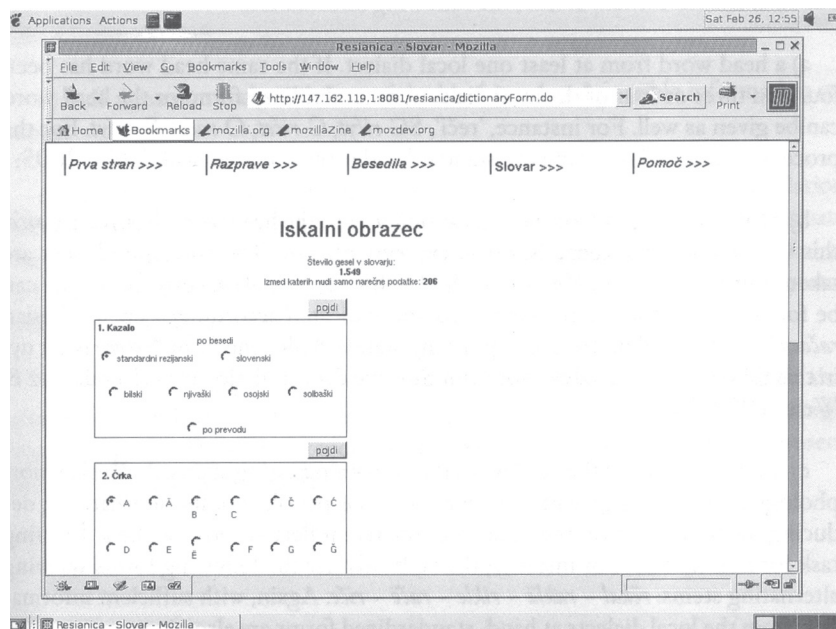 Applications Actions Sat Feb 26, 12:55
Resianica - Slovar - Mozilla
File Edit View Go Bookmarks Tools Window Help
Back Forward Reload Stop http://147.162.119.1:8081/resianica/dictionaryForm.do Search Print
Home Bookmarks mozilla.org mozillaZine mozdev.org
Prva stran >>> Razprave >>> Besedila >>> Slovar >>> Pomoč >>>
Iskalni obrazec
Število gesel v slovarju:
1.549
Izmed katerih nudi samo narečne podatke: 206
pojdi
1. Kazalo
po besedi
standardni rezijanski slovenski
bilski njivaški osojski solbaški
po prevodu
pojdi
2. Črka
A Ä B C Č Ć
D E Ë F G Ǧ
Resianica - Slovar - Mozilla